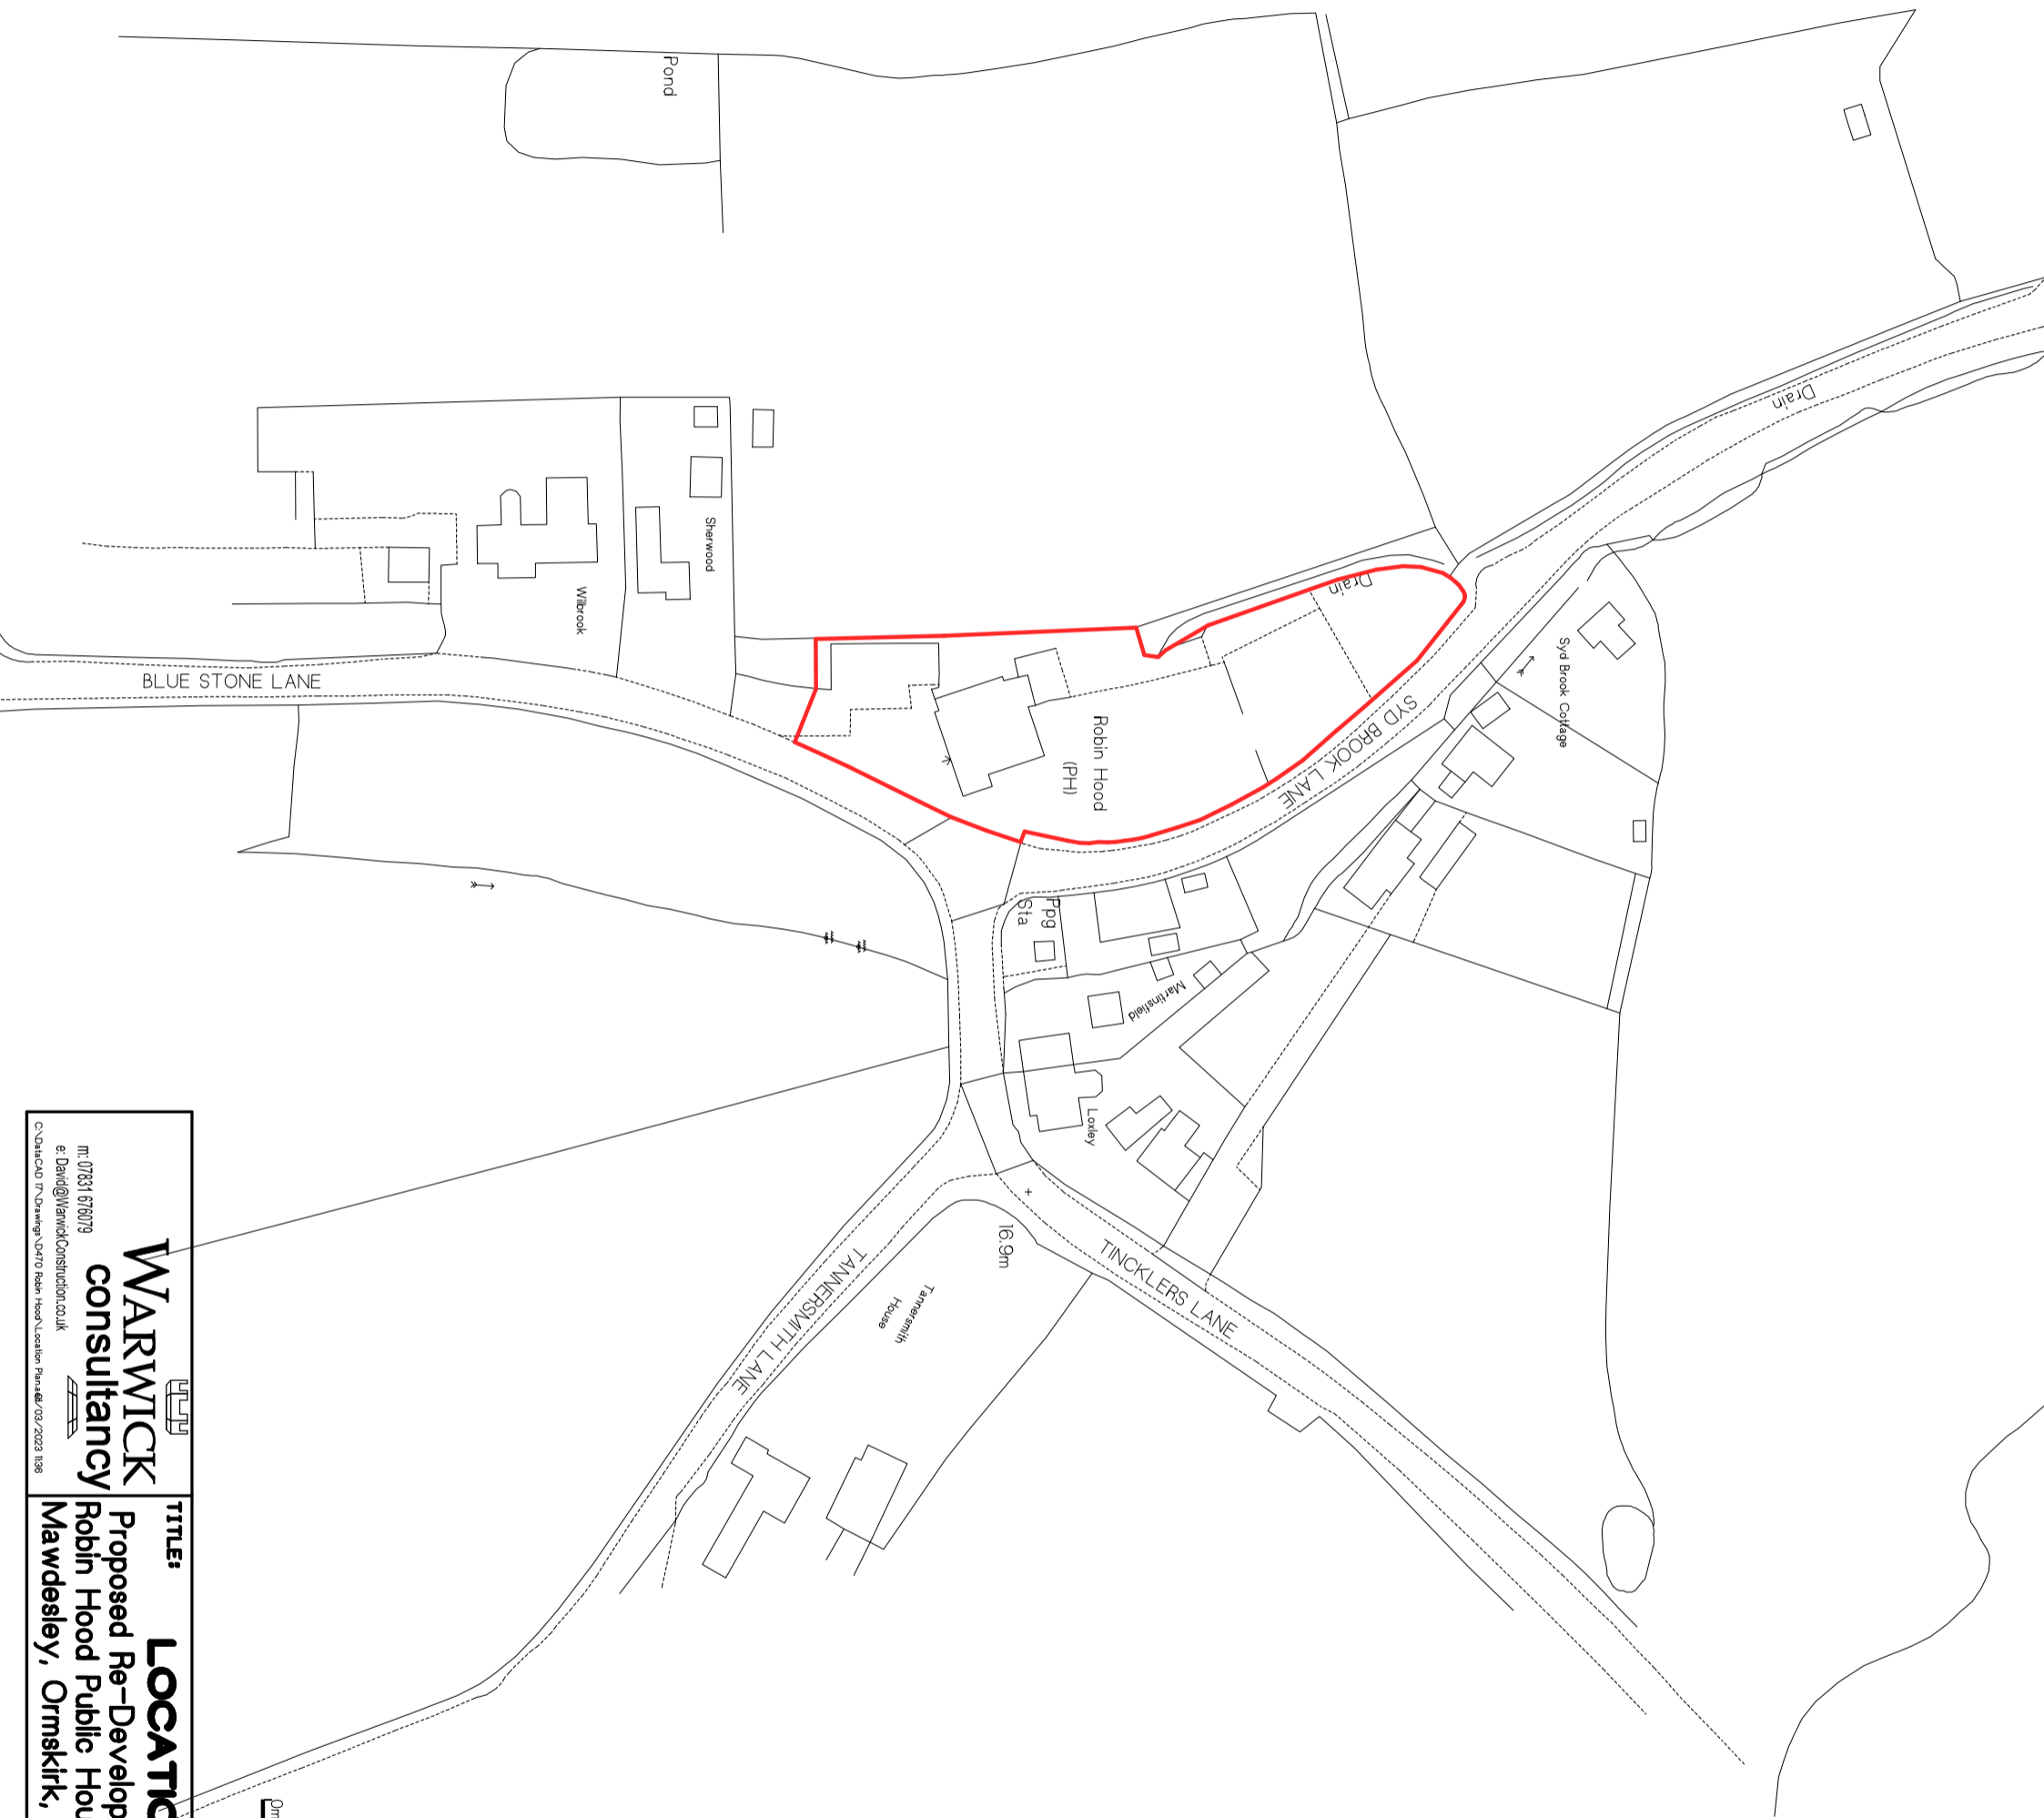 Pond
Drain
Drain
Sherwood
Wilbrook
BLUE STONE LANE
Robin Hood
(PH)
SYD BROOK LANE
Syd Brook Cottage
Ppg
Sta
Martinsfield
Loxley
16.9m
TINCKLERS LANE
TANNERSMITH LANE
Tannersmith
House
WARWICK
consultancy
m: 07831 676079
e: David@WarwickConstruction.co.uk
TITLE:
LOCATIO
Proposed Re-Develop
Robin Hood Public Hou
Mawdesley, Ormskirk,
0m